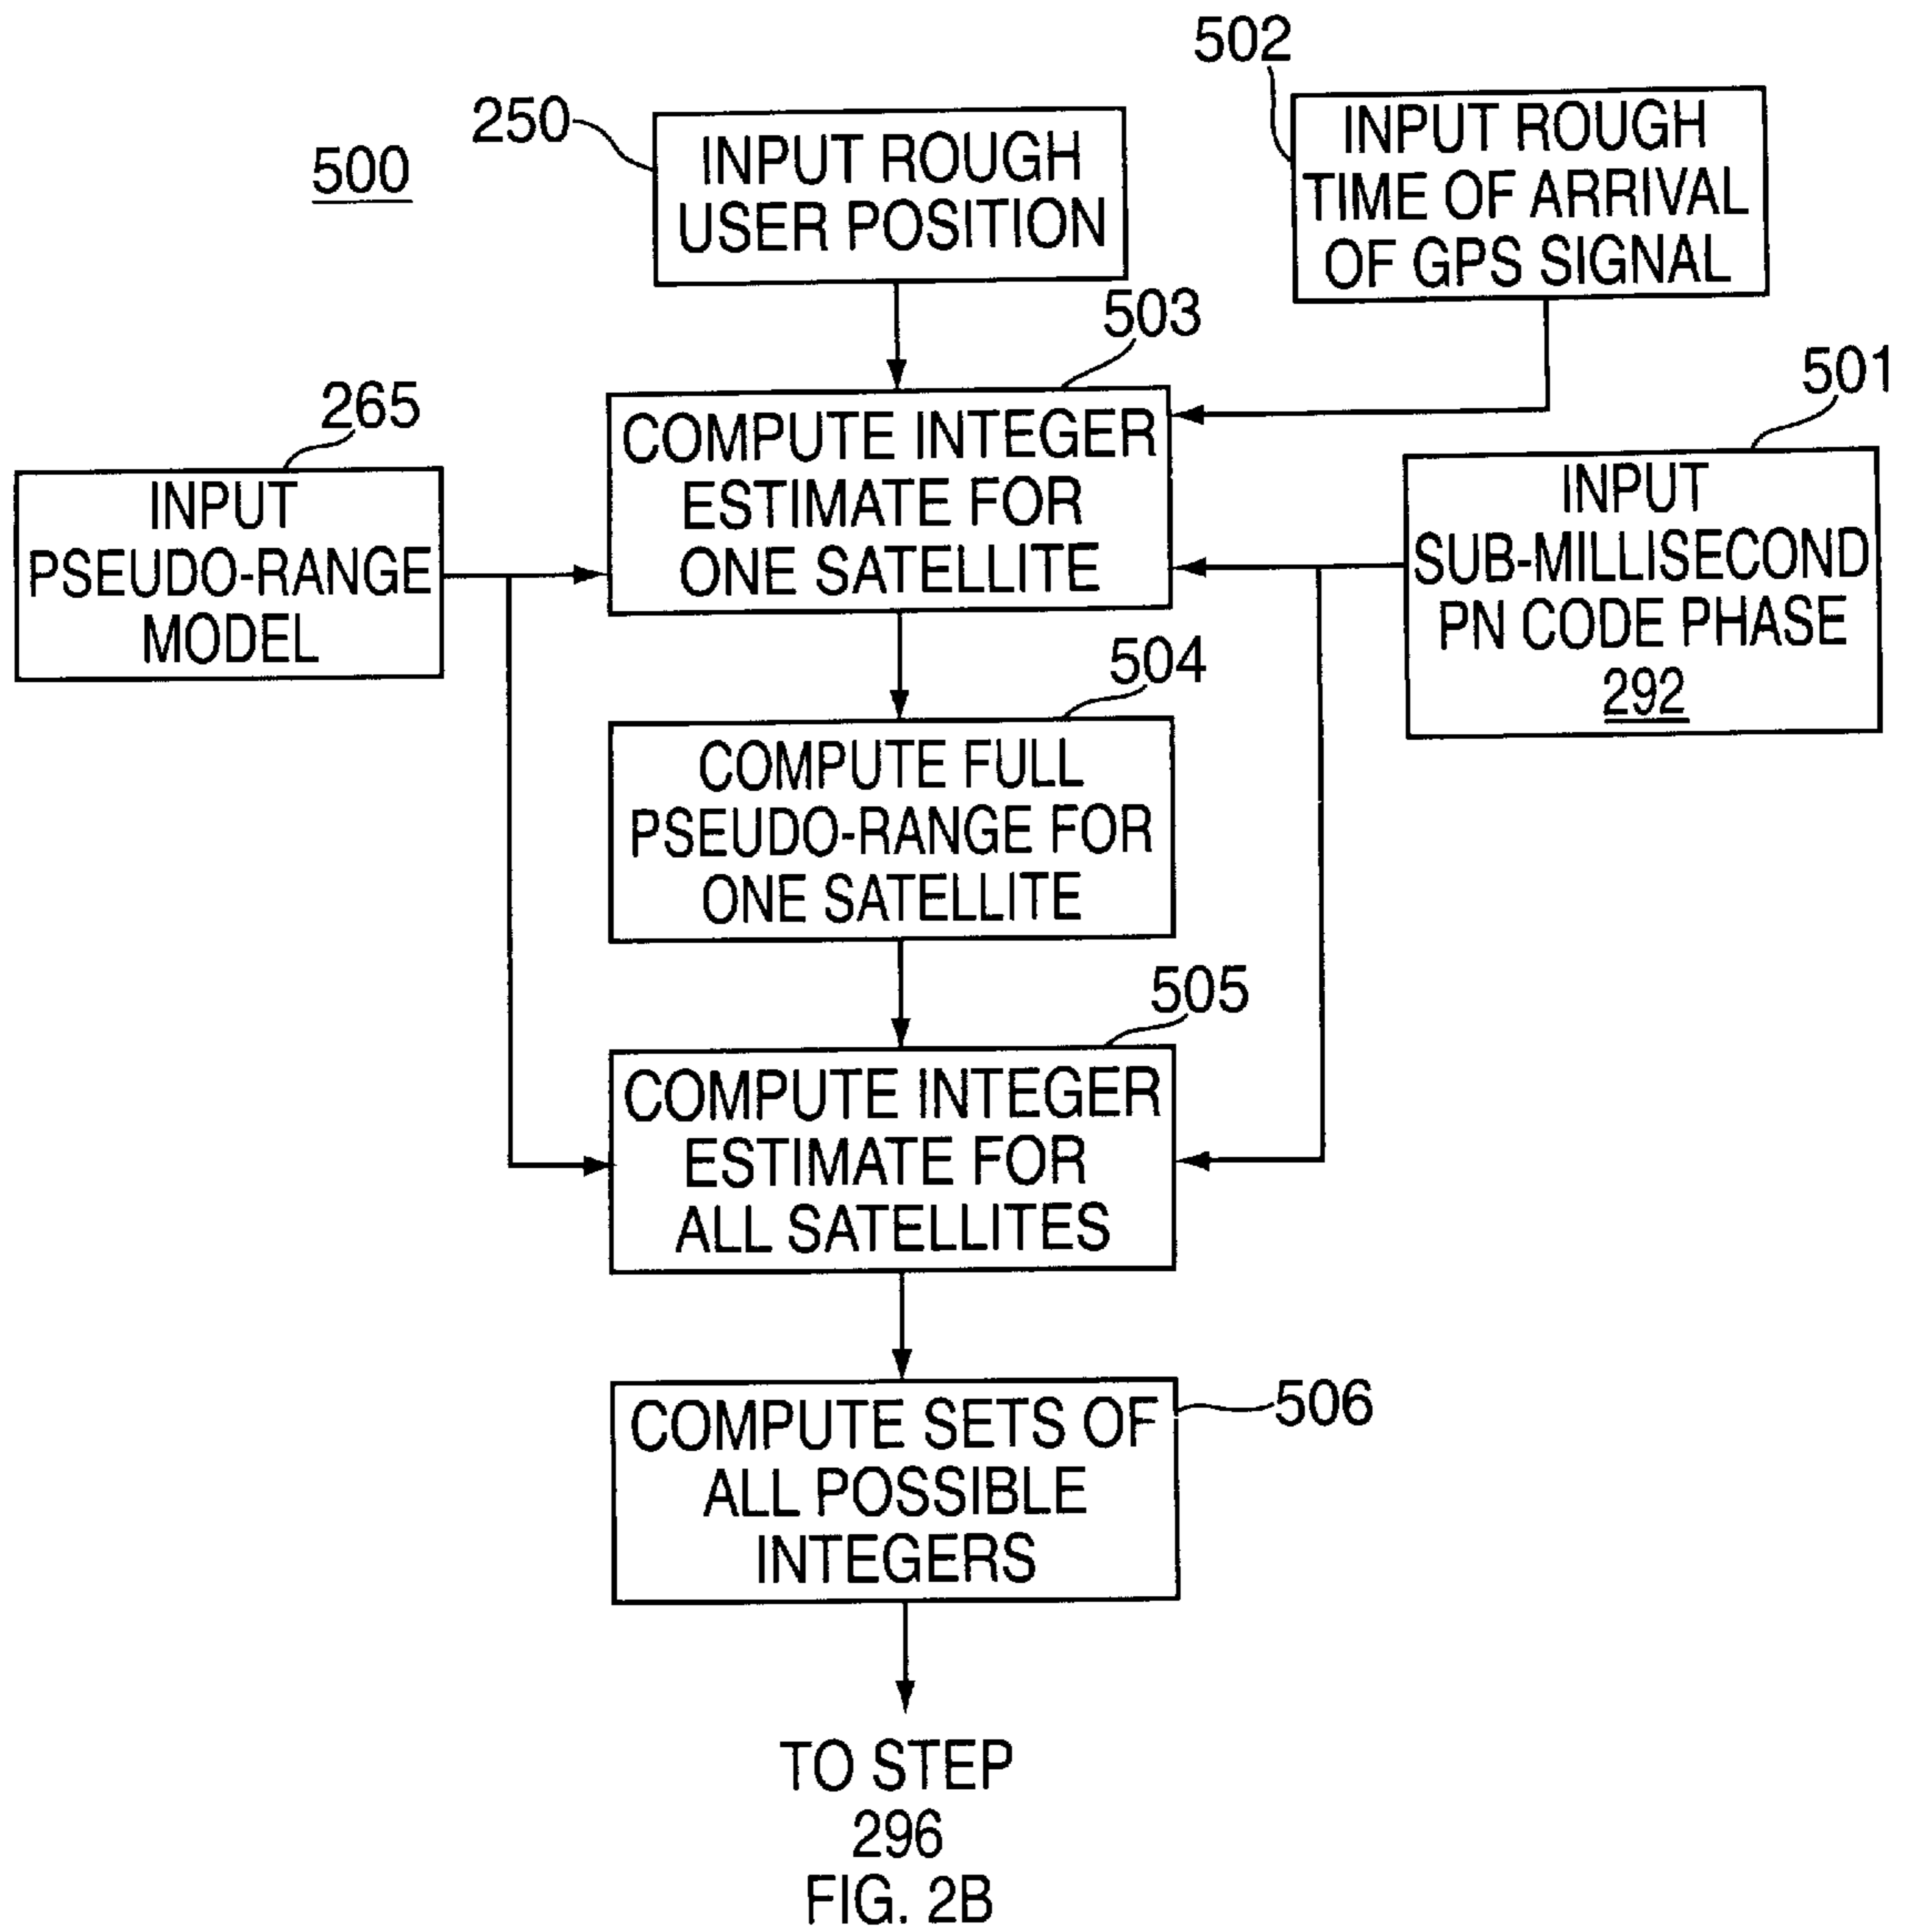 500
250
INPUT ROUGH
USER POSITION
502
INPUT ROUGH
TIME OF ARRIVAL
OF GPS SIGNAL
265
INPUT
PSEUDO-RANGE
MODEL
503
COMPUTE INTEGER
ESTIMATE FOR
ONE SATELLITE
501
INPUT
SUB-MILLISECOND
PN CODE PHASE
292
504
COMPUTE FULL
PSEUDO-RANGE FOR
ONE SATELLITE
505
COMPUTE INTEGER
ESTIMATE FOR
ALL SATELLITES
506
COMPUTE SETS OF
ALL POSSIBLE
INTEGERS
TO STEP
296
FIG. 2B